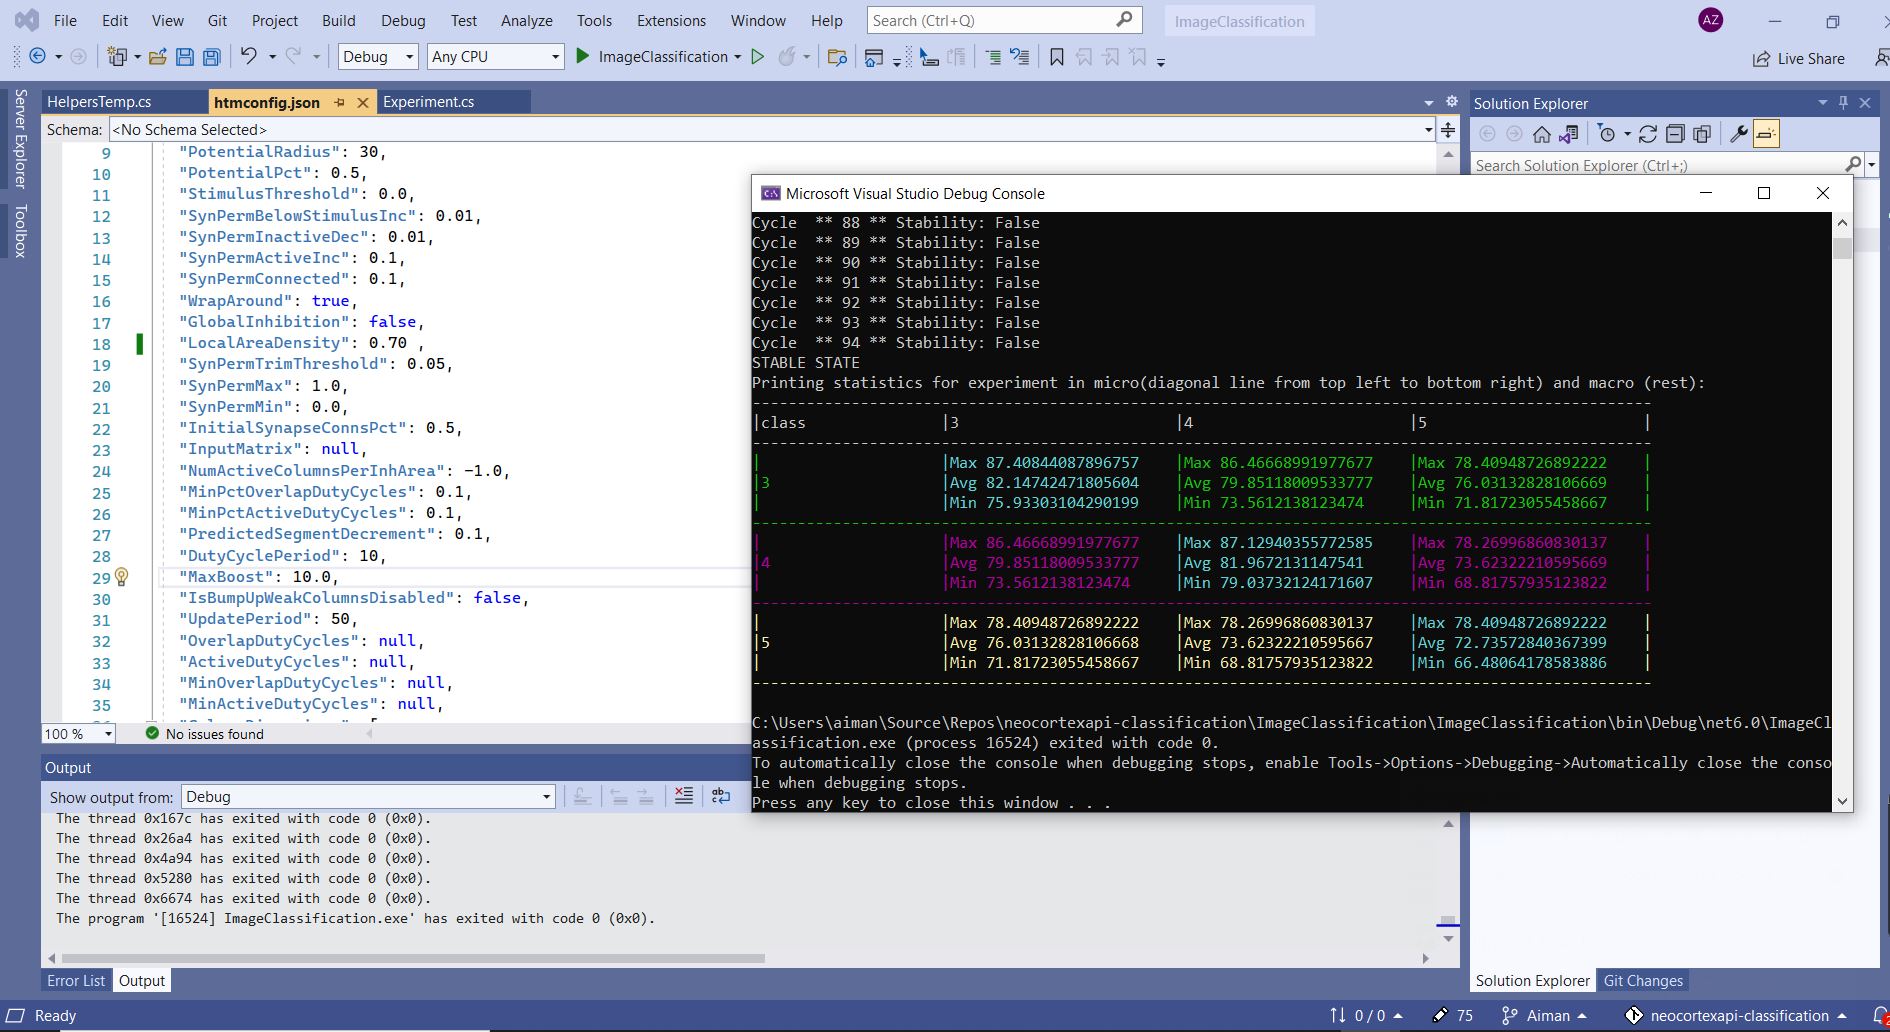 File Edit View Git Project Build Debug Test Analyze Tools Extensions Window Help Search (Ctrl+Q) ImageClassification AZ
Debug Any CPU ImageClassification Live Share
Server Explorer
Toolbox
HelpersTemp.cs htmconfig.json Experiment.cs
Schema: <No Schema Selected>
9 "PotentialRadius": 30,
10 "PotentialPct": 0.5,
11 "StimulusThreshold": 0.0,
12 "SynPermBelowStimulusInc": 0.01,
13 "SynPermInactiveDec": 0.01,
14 "SynPermActiveInc": 0.1,
15 "SynPermConnected": 0.1,
16 "WrapAround": true,
17 "GlobalInhibition": false,
18 "LocalAreaDensity": 0.70 ,
19 "SynPermTrimThreshold": 0.05,
20 "SynPermMax": 1.0,
21 "SynPermMin": 0.0,
22 "InitialSynapseConnsPct": 0.5,
23 "InputMatrix": null,
24 "NumActiveColumnsPerInhArea": -1.0,
25 "MinPctOverlapDutyCycles": 0.1,
26 "MinPctActiveDutyCycles": 0.1,
27 "PredictedSegmentDecrement": 0.1,
28 "DutyCyclePeriod": 10,
29 "MaxBoost": 10.0,
30 "IsBumpUpWeakColumnsDisabled": false,
31 "UpdatePeriod": 50,
32 "OverlapDutyCycles": null,
33 "ActiveDutyCycles": null,
34 "MinOverlapDutyCycles": null,
35 "MinActiveDutyCycles": null,
100 % No issues found
Microsoft Visual Studio Debug Console
Cycle ** 88 ** Stability: False
Cycle ** 89 ** Stability: False
Cycle ** 90 ** Stability: False
Cycle ** 91 ** Stability: False
Cycle ** 92 ** Stability: False
Cycle ** 93 ** Stability: False
Cycle ** 94 ** Stability: False
STABLE STATE
Printing statistics for experiment in micro(diagonal line from top left to bottom right) and macro (rest):
|class |3 |4 |5 |
| |Max 87.40844087896757 |Max 86.46668991977677 |Max 78.40948726892222 |
|3 |Avg 82.14742471805604 |Avg 79.85118009533777 |Avg 76.03132828106669 |
| |Min 75.93303104290199 |Min 73.5612138123474 |Min 71.81723055458667 |
| |Max 86.46668991977677 |Max 87.12940355772585 |Max 78.26996860830137 |
|4 |Avg 79.85118009533777 |Avg 81.9672131147541 |Avg 73.62322210595669 |
| |Min 73.5612138123474 |Min 79.03732124171607 |Min 68.81757935123822 |
| |Max 78.40948726892222 |Max 78.26996860830137 |Max 78.40948726892222 |
|5 |Avg 76.03132828106668 |Avg 73.62322210595667 |Avg 72.73572840367399 |
| |Min 71.81723055458667 |Min 68.81757935123822 |Min 66.48064178583886 |
C:\Users\aiman\Source\Repos\neocortexapi-classification\ImageClassification\ImageClassification\bin\Debug\net6.0\ImageCl
assification.exe (process 16524) exited with code 0.
To automatically close the console when debugging stops, enable Tools->Options->Debugging->Automatically close the conso
le when debugging stops.
Press any key to close this window . . .
Solution Explorer
Search Solution Explorer (Ctrl+;)
Output
Show output from: Debug
The thread 0x167c has exited with code 0 (0x0).
The thread 0x26a4 has exited with code 0 (0x0).
The thread 0x4a94 has exited with code 0 (0x0).
The thread 0x5280 has exited with code 0 (0x0).
The thread 0x6674 has exited with code 0 (0x0).
The program '[16524] ImageClassification.exe' has exited with code 0 (0x0).
Error List Output
Solution Explorer Git Changes
Ready 0 / 0 75 Aiman neocortexapi-classification